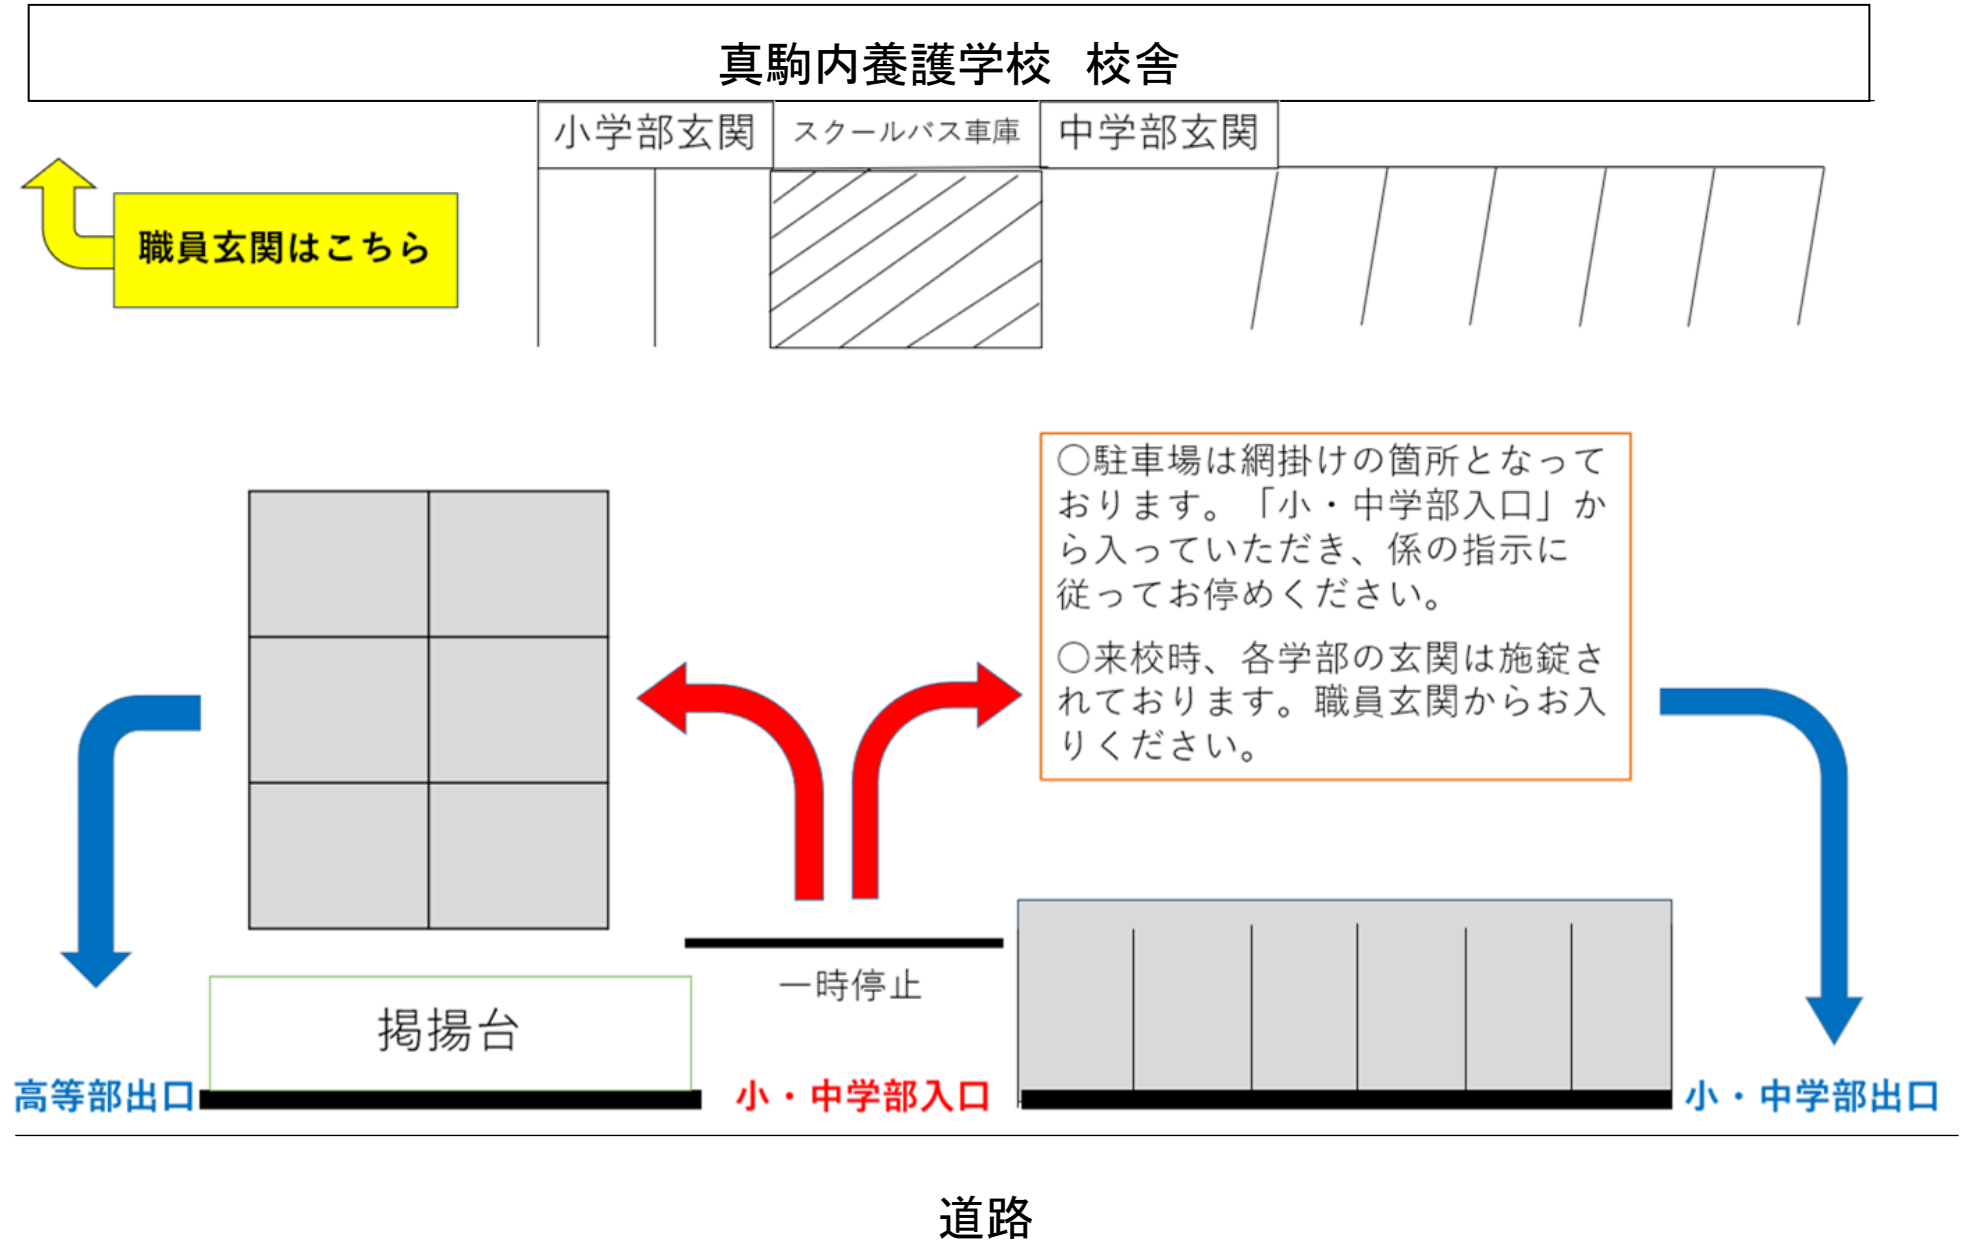 真駒内養護学校　校舎
小学部玄関
スクールバス車庫
中学部玄関
職員玄関はこちら
○駐車場は網掛けの箇所となって
おります。「小・中学部入口」か
ら入っていただき、係の指示に
従ってお停めください。
○来校時、各学部の玄関は施錠さ
れております。職員玄関からお入
りください。
一時停止
掲揚台
高等部出口
小・中学部入口
小・中学部出口
道路